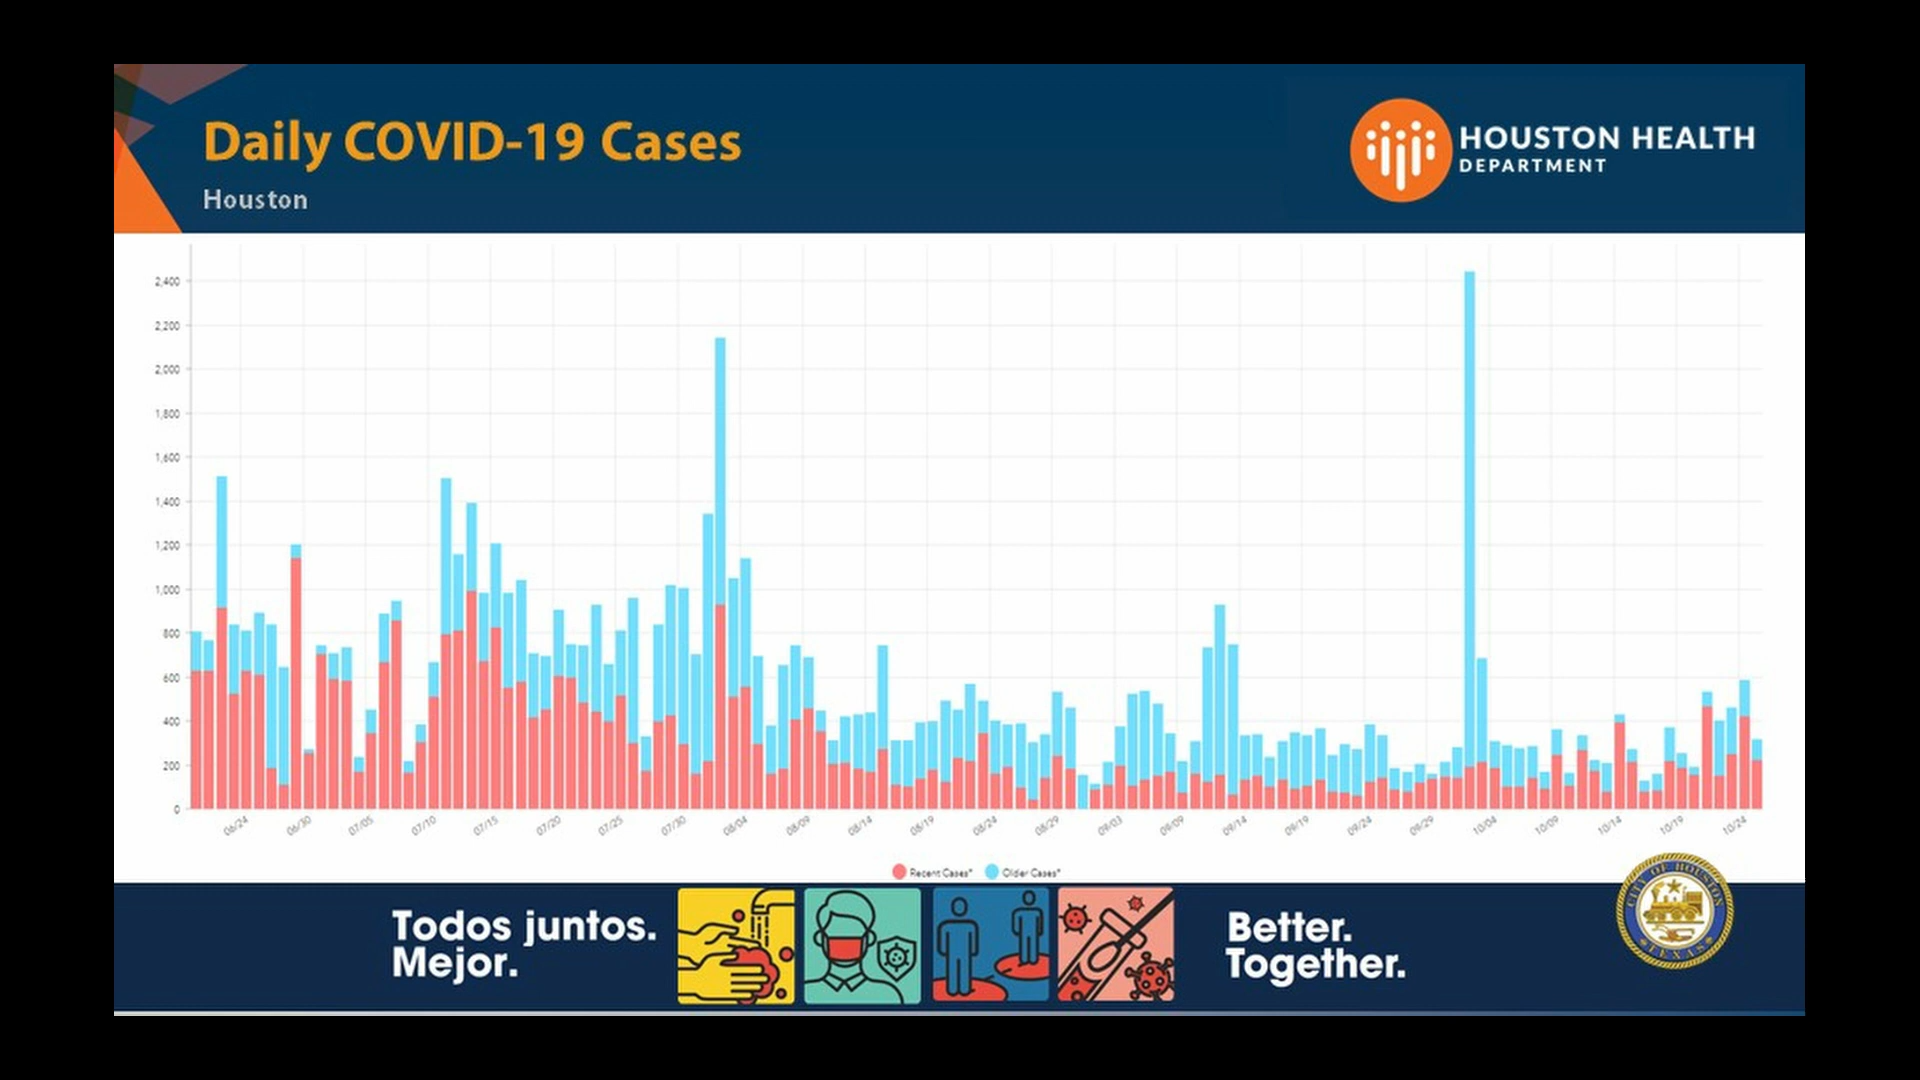 Daily COVID-19 Cases
Houston
HOUSTON HEALTH
DEPARTMENT
2,400
2,200
2,000
1,800
1,600
1,400
1,200
1,000
800
600
400
200
0
06/24 06/30 07/05 07/10 07/15 07/20 07/25 07/30 08/04 08/09 08/14 08/19 08/24 08/29 09/03 09/09 09/14 09/19 09/24 09/29 10/04 10/09 10/14 10/19 10/24
Recent Cases* Older Cases*
Todos juntos.
Mejor.
Better.
Together.
CITY OF HOUSTON
TEXAS